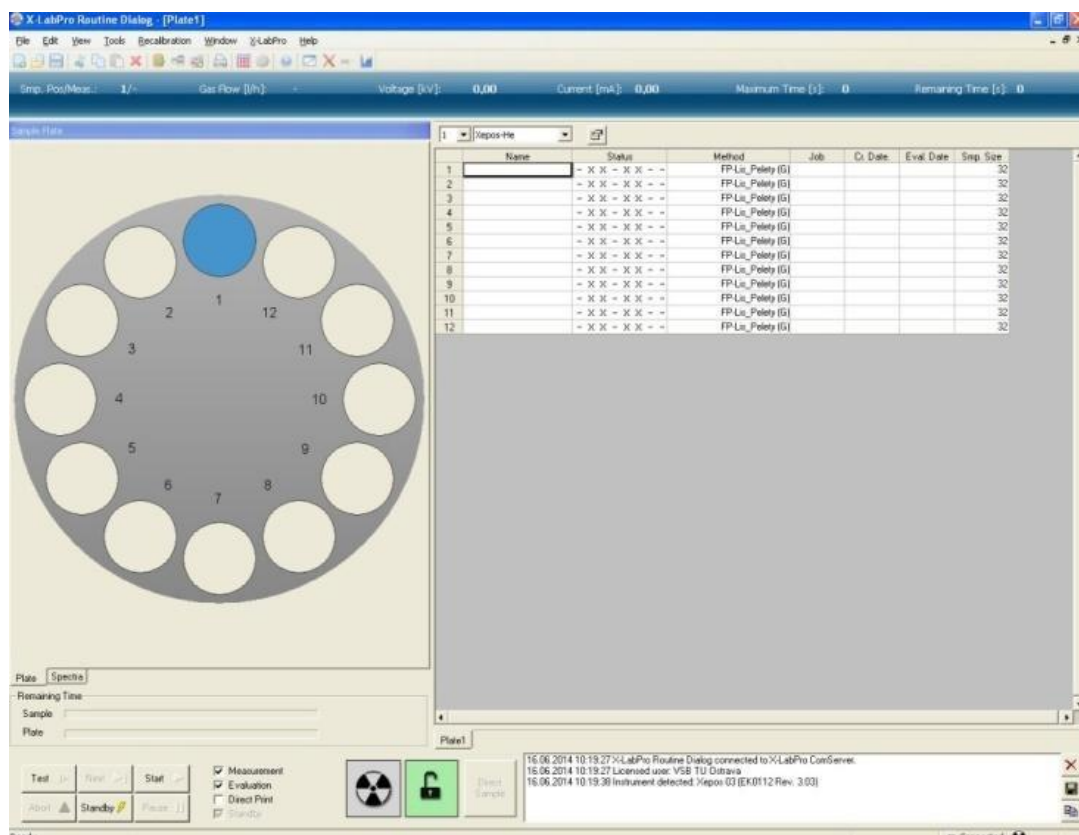 X-LabPro Routine Dialog - [Plate1]
File Edit View Tools Recalibration Window X-LabPro Help
Smp. Pos/Meas.: 1/- Gas Flow [l/h]: - Voltage [kV]: 0,00 Current [mA]: 0,00 Maximum Time [s]: 0 Remaining Time [s]: 0
Sample Plate
1 Xepos-He
Name Status Method Job Cr. Date Eval. Date Smp. Size
1 - X X - X X - - FP-Lis_Pelety (G) 32
2 - X X - X X - - FP-Lis_Pelety (G) 32
3 - X X - X X - - FP-Lis_Pelety (G) 32
4 - X X - X X - - FP-Lis_Pelety (G) 32
5 - X X - X X - - FP-Lis_Pelety (G) 32
6 - X X - X X - - FP-Lis_Pelety (G) 32
7 - X X - X X - - FP-Lis_Pelety (G) 32
8 - X X - X X - - FP-Lis_Pelety (G) 32
9 - X X - X X - - FP-Lis_Pelety (G) 32
10 - X X - X X - - FP-Lis_Pelety (G) 32
11 - X X - X X - - FP-Lis_Pelety (G) 32
12 - X X - X X - - FP-Lis_Pelety (G) 32
1
2 12
3 11
4 10
5 9
6 8
7
Plate Spectra
Remaining Time
Sample
Plate
Plate1
Test Next Start
Abort Standby Pause
Measurement
Evaluation
Direct Print
Standby
Direct
Sample
16.06.2014 10:19:27 X-LabPro Routine Dialog connected to X-LabPro ComServer.
16.06.2014 10:19:27 Licensed user: VSB TU Ostrava
16.06.2014 10:19:38 Instrument detected: Xepos 03 (EK0112 Rev. 3.03)